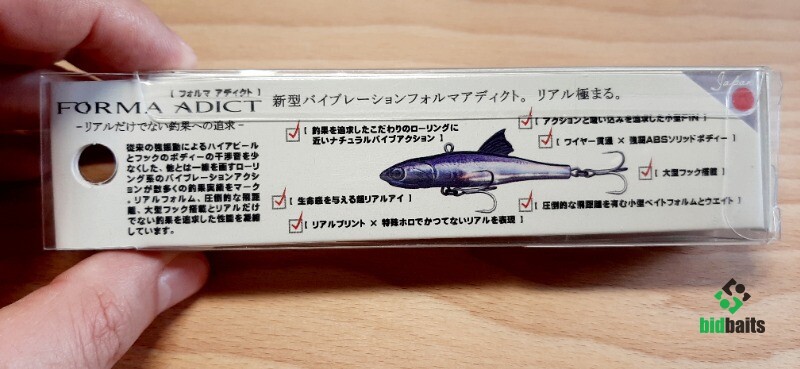 [ フォルマ アディクト ]
FORMA ADICT
新型バイブレーションフォルマアディクト。リアル極まる。
Japan
-リアルだけでない釣果への追求-
従来の強振動によるハイアピール
とフックのボディーの干渉音を少
なくした、他とは一線を画すローリ
ング系のバイブレーションアクシ
ョンが数多くの釣果実績をマーク
。リアルフォルム、圧倒的な飛距
離、大型フック搭載とリアルだけ
でない釣果を追求した性能を凝縮
しています。
釣果を追求したこだわりのローリングに
近いナチュラルバイブアクション ]
[ アクションと喰い込みを追求した小型FIN ]
ワイヤー貫通 × 強靭ABSソリッドボディー ]
大型フック搭載 ]
生命感を与える超リアルアイ ]
圧倒的な飛距離を有む小型ベイトフォルムとウエイト ]
リアルプリント × 特殊ホロでかつてないリアルを表現 ]
bidbaits